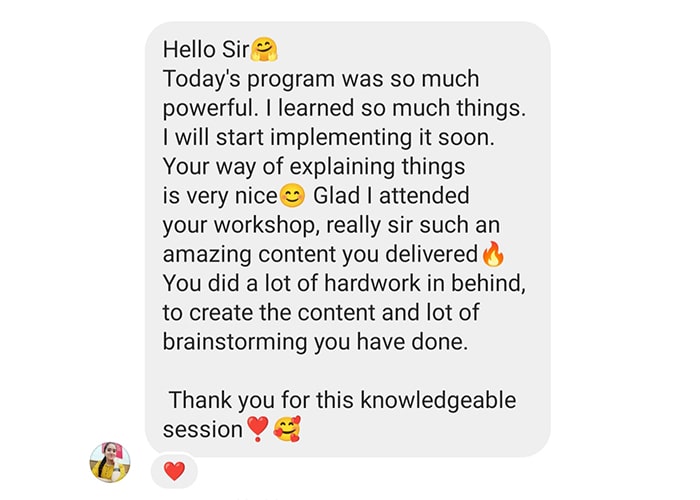 Hello Sir🤗
Today's program was so much
powerful. I learned so much things.
I will start implementing it soon.
Your way of explaining things
is very nice😊 Glad I attended
your workshop, really sir such an
amazing content you delivered🔥
You did a lot of hardwork in behind,
to create the content and lot of
brainstorming you have done.
Thank you for this knowledgeable
session❣️🥰
❤️